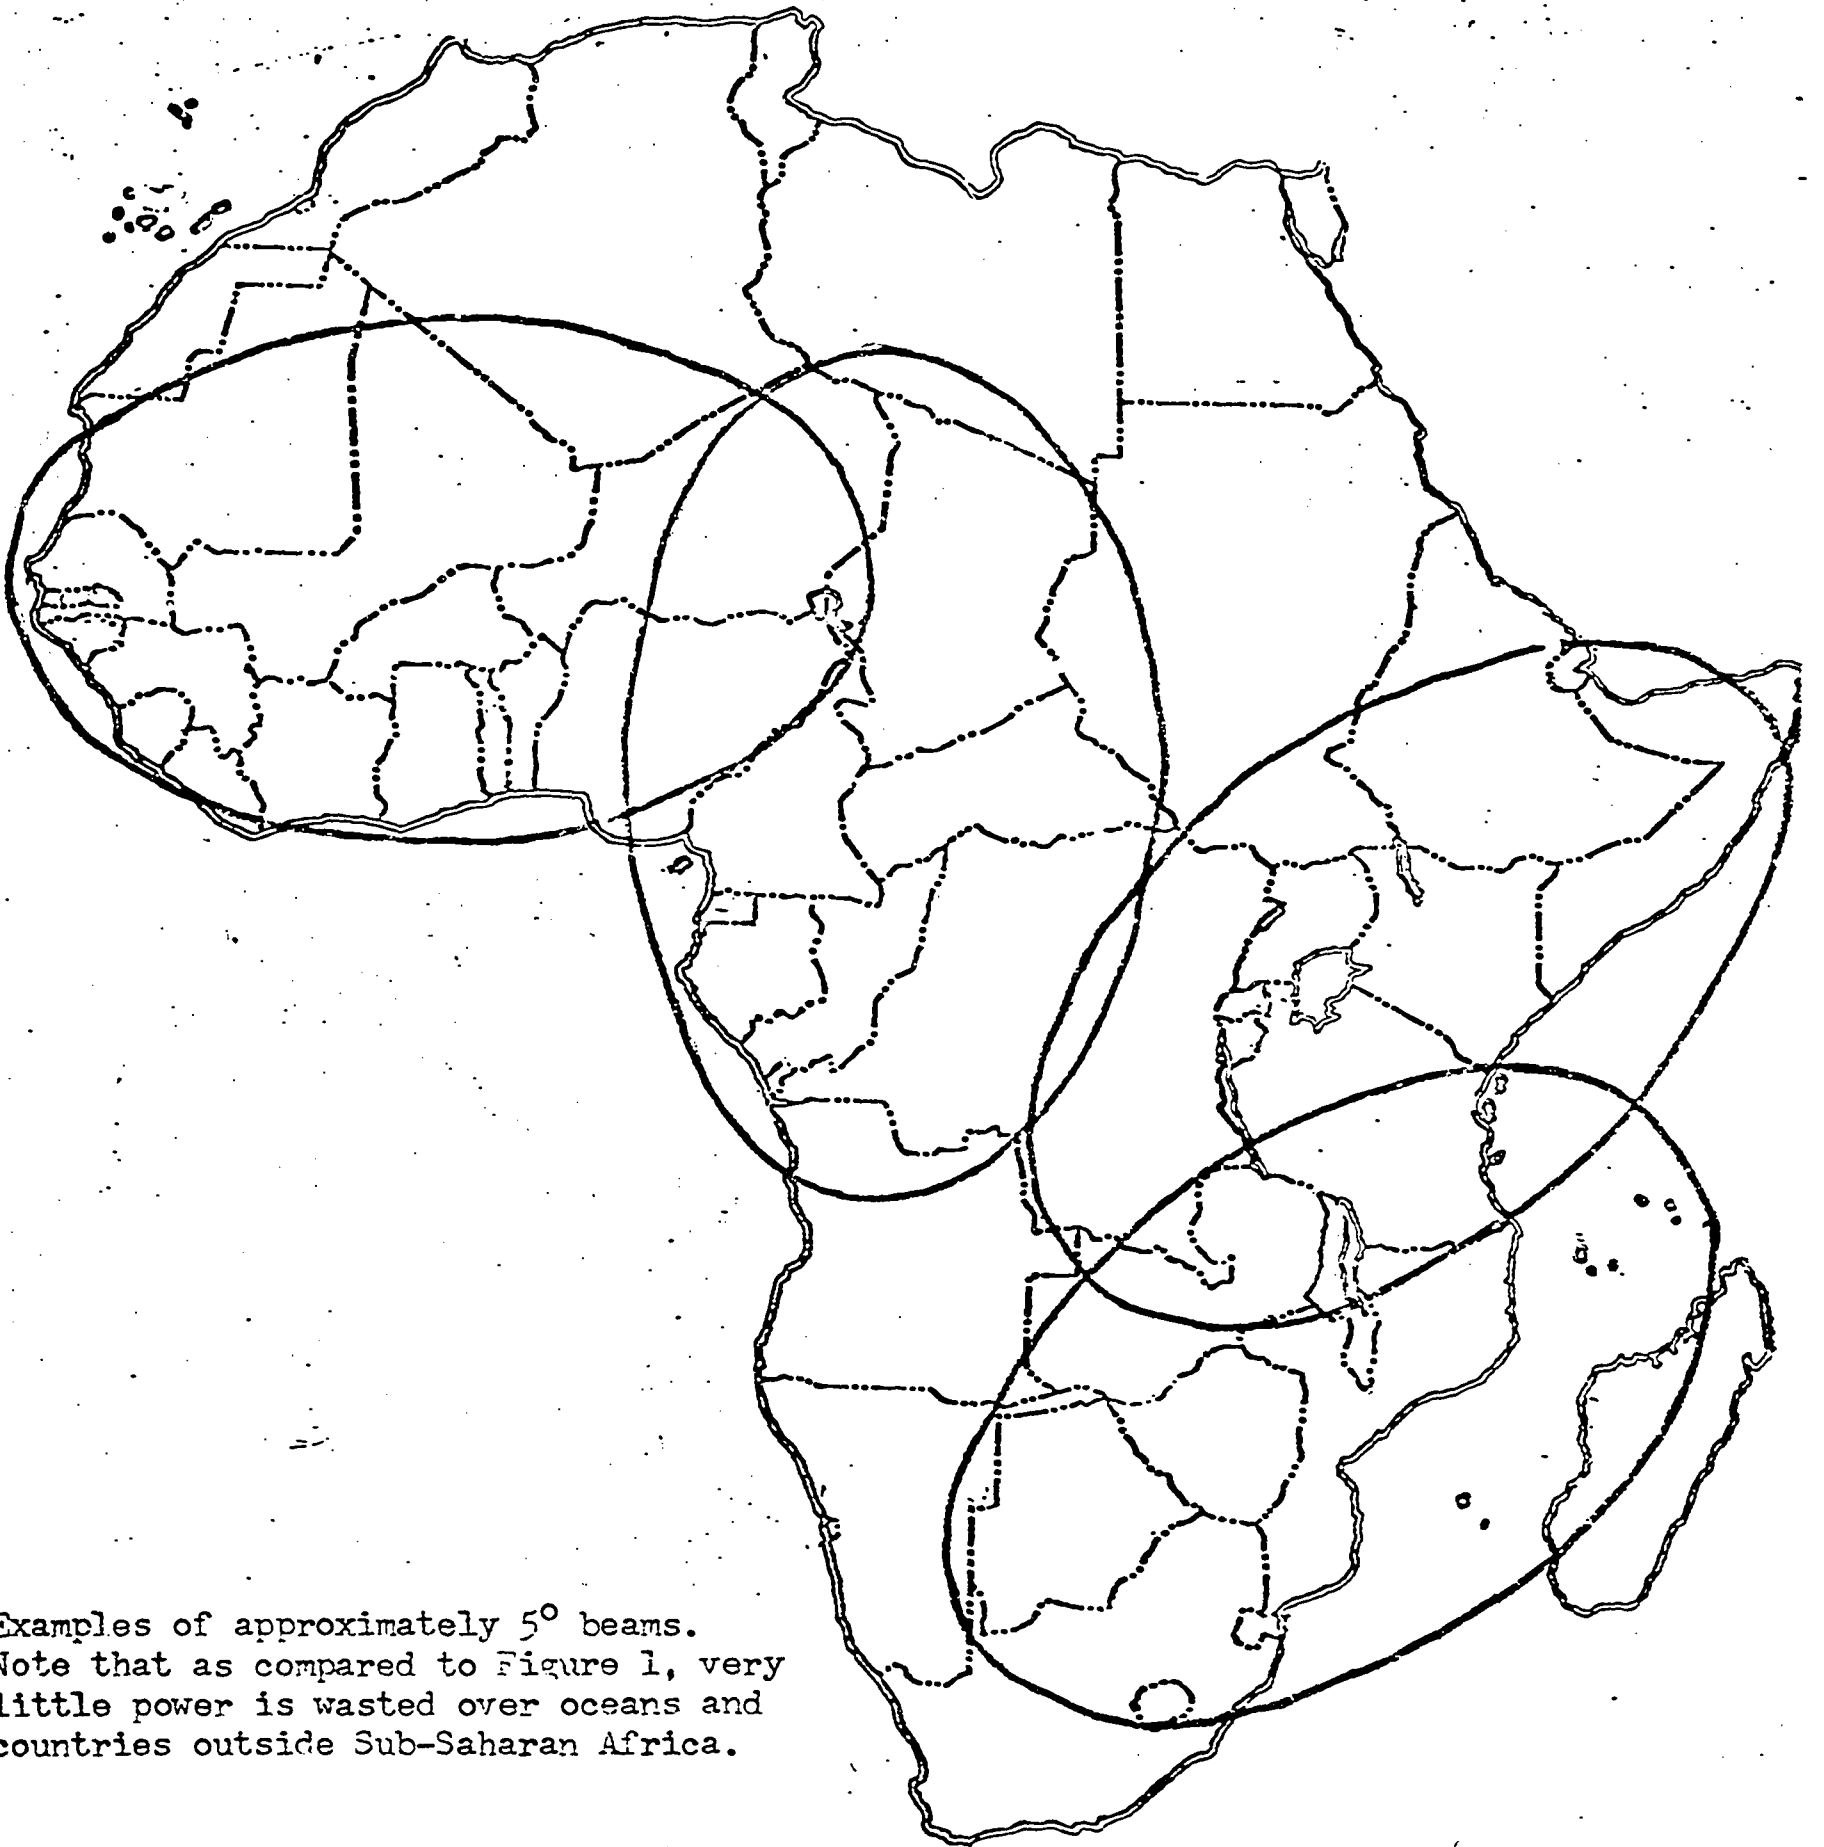 Examples of approximately 5° beams.
Note that as compared to Figure 1, very
little power is wasted over oceans and
countries outside Sub-Saharan Africa.